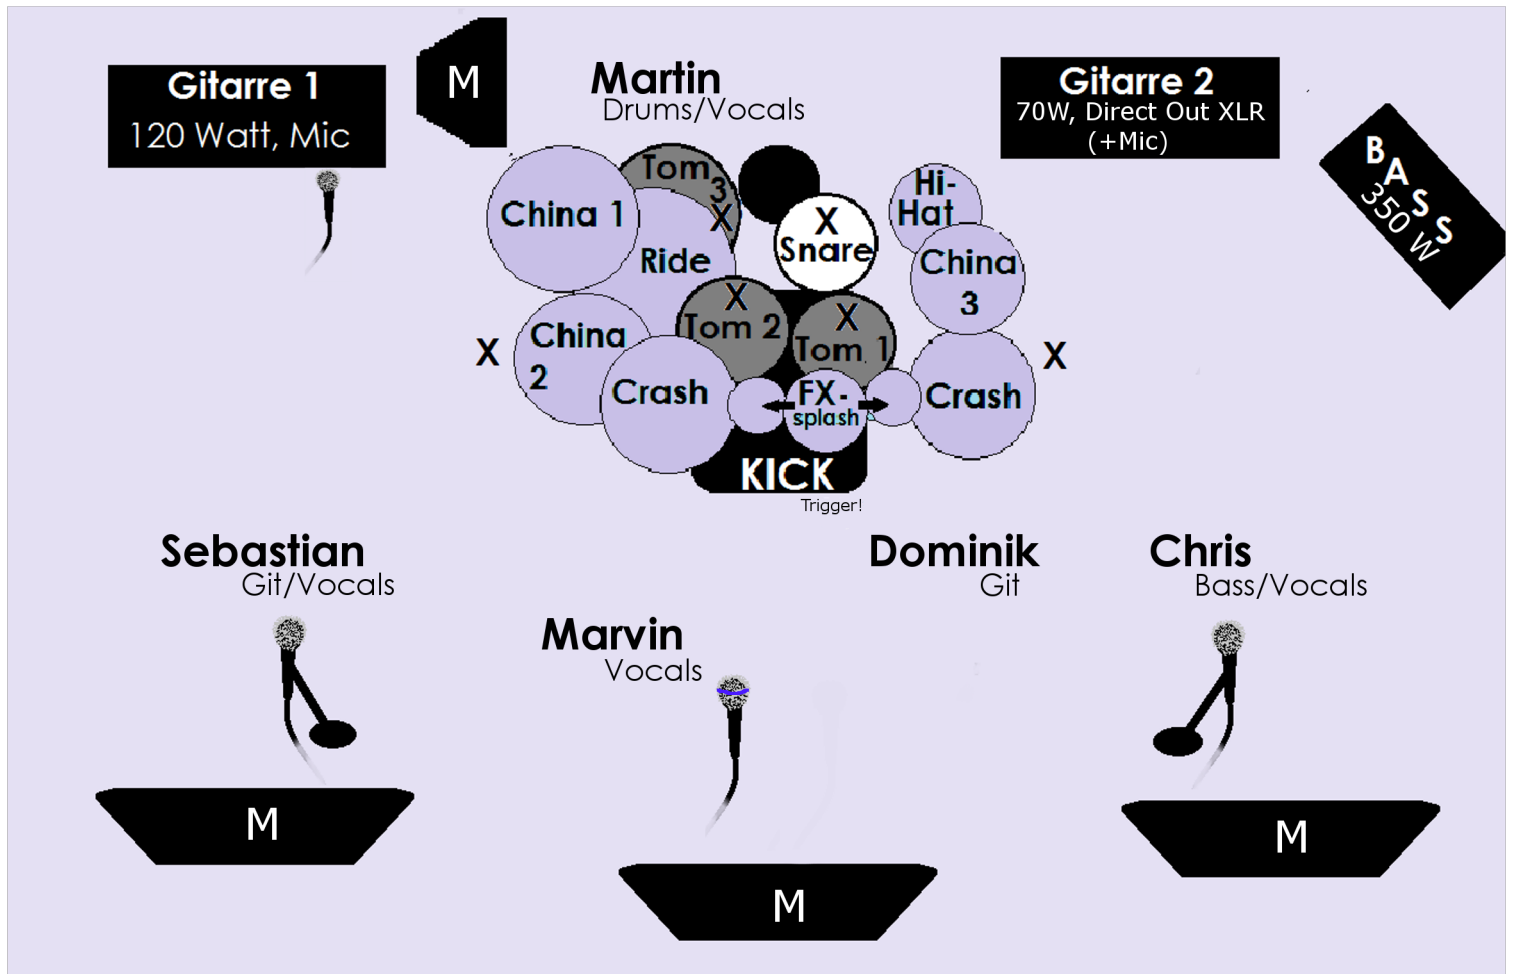 Gitarre 1
120 Watt, Mic
M
Martin
Drums/Vocals
Gitarre 2
70W, Direct Out XLR
(+Mic)
BASS
350 W
Tom 3
X
China 1
Ride
X
Snare
Hi-
Hat
China
3
X
Tom 2
X
Tom 1
X
China
2
Crash
FX-
splash
Crash
X
KICK
Trigger!
Sebastian
Git/Vocals
Dominik
Git
Chris
Bass/Vocals
Marvin
Vocals
M
M
M